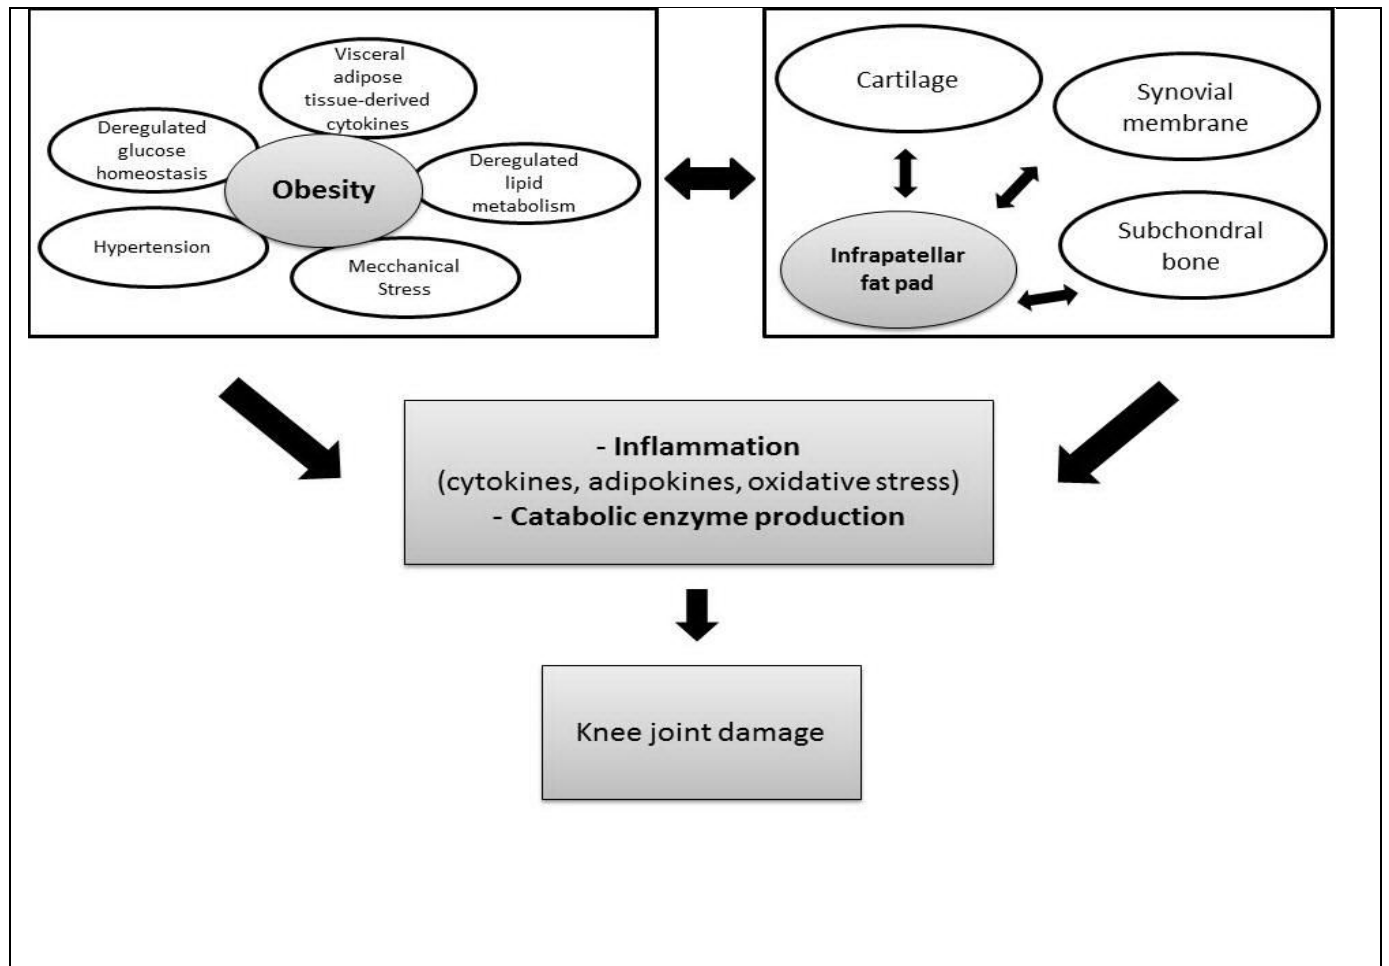 Visceral
adipose
tissue-derived
cytokines
Deregulated
glucose
homeostasis
Obesity
Deregulated
lipid
metabolism
Hypertension
Mecchanical
Stress
Cartilage
Synovial
membrane
Infrapatellar
fat pad
Subchondral
bone
- Inflammation
(cytokines, adipokines, oxidative stress)
- Catabolic enzyme production
Knee joint damage